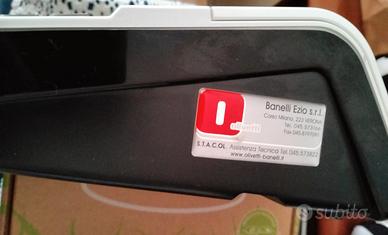 Banelli Ezio s.r.l.
Corso Milano, 222 VERONA
Tel. 045.573166
olivetti
S.T.A.C.OL. Assistenza Tecnica Tel.045.573822
www.olivetti-banelli.it
subito